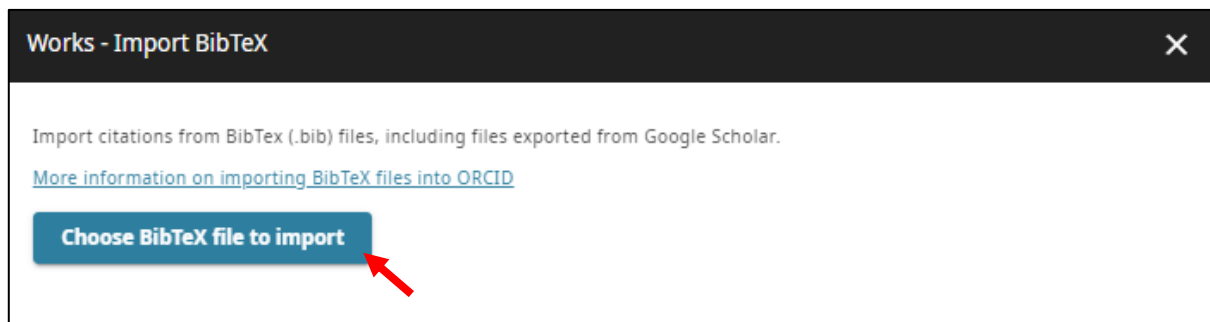 Works - Import BibTeX
Import citations from BibTex (.bib) files, including files exported from Google Scholar.
More information on importing BibTeX files into ORCID
Choose BibTeX file to import